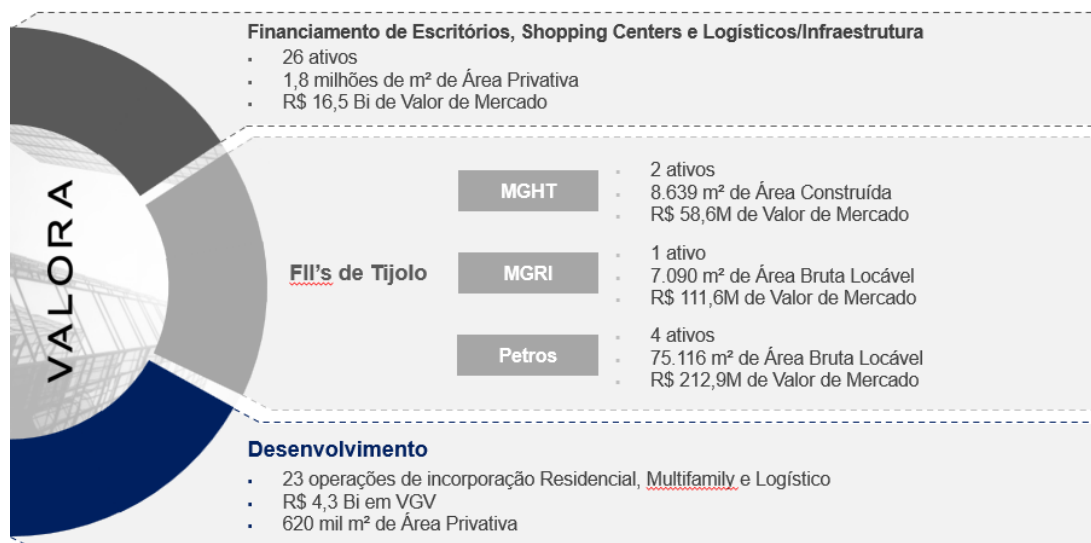 VALORA
Financiamento de Escritórios, Shopping Centers e Logísticos/Infraestrutura
26 ativos
1,8 milhões de m² de Área Privativa
R$ 16,5 Bi de Valor de Mercado
FII's de Tijolo
MGHT
2 ativos
8.639 m² de Área Construída
R$ 58,6M de Valor de Mercado
MGRI
1 ativo
7.090 m² de Área Bruta Locável
R$ 111,6M de Valor de Mercado
Petros
4 ativos
75.116 m² de Área Bruta Locável
R$ 212,9M de Valor de Mercado
Desenvolvimento
23 operações de incorporação Residencial, Multifamily e Logístico
R$ 4,3 Bi em VGV
620 mil m² de Área Privativa